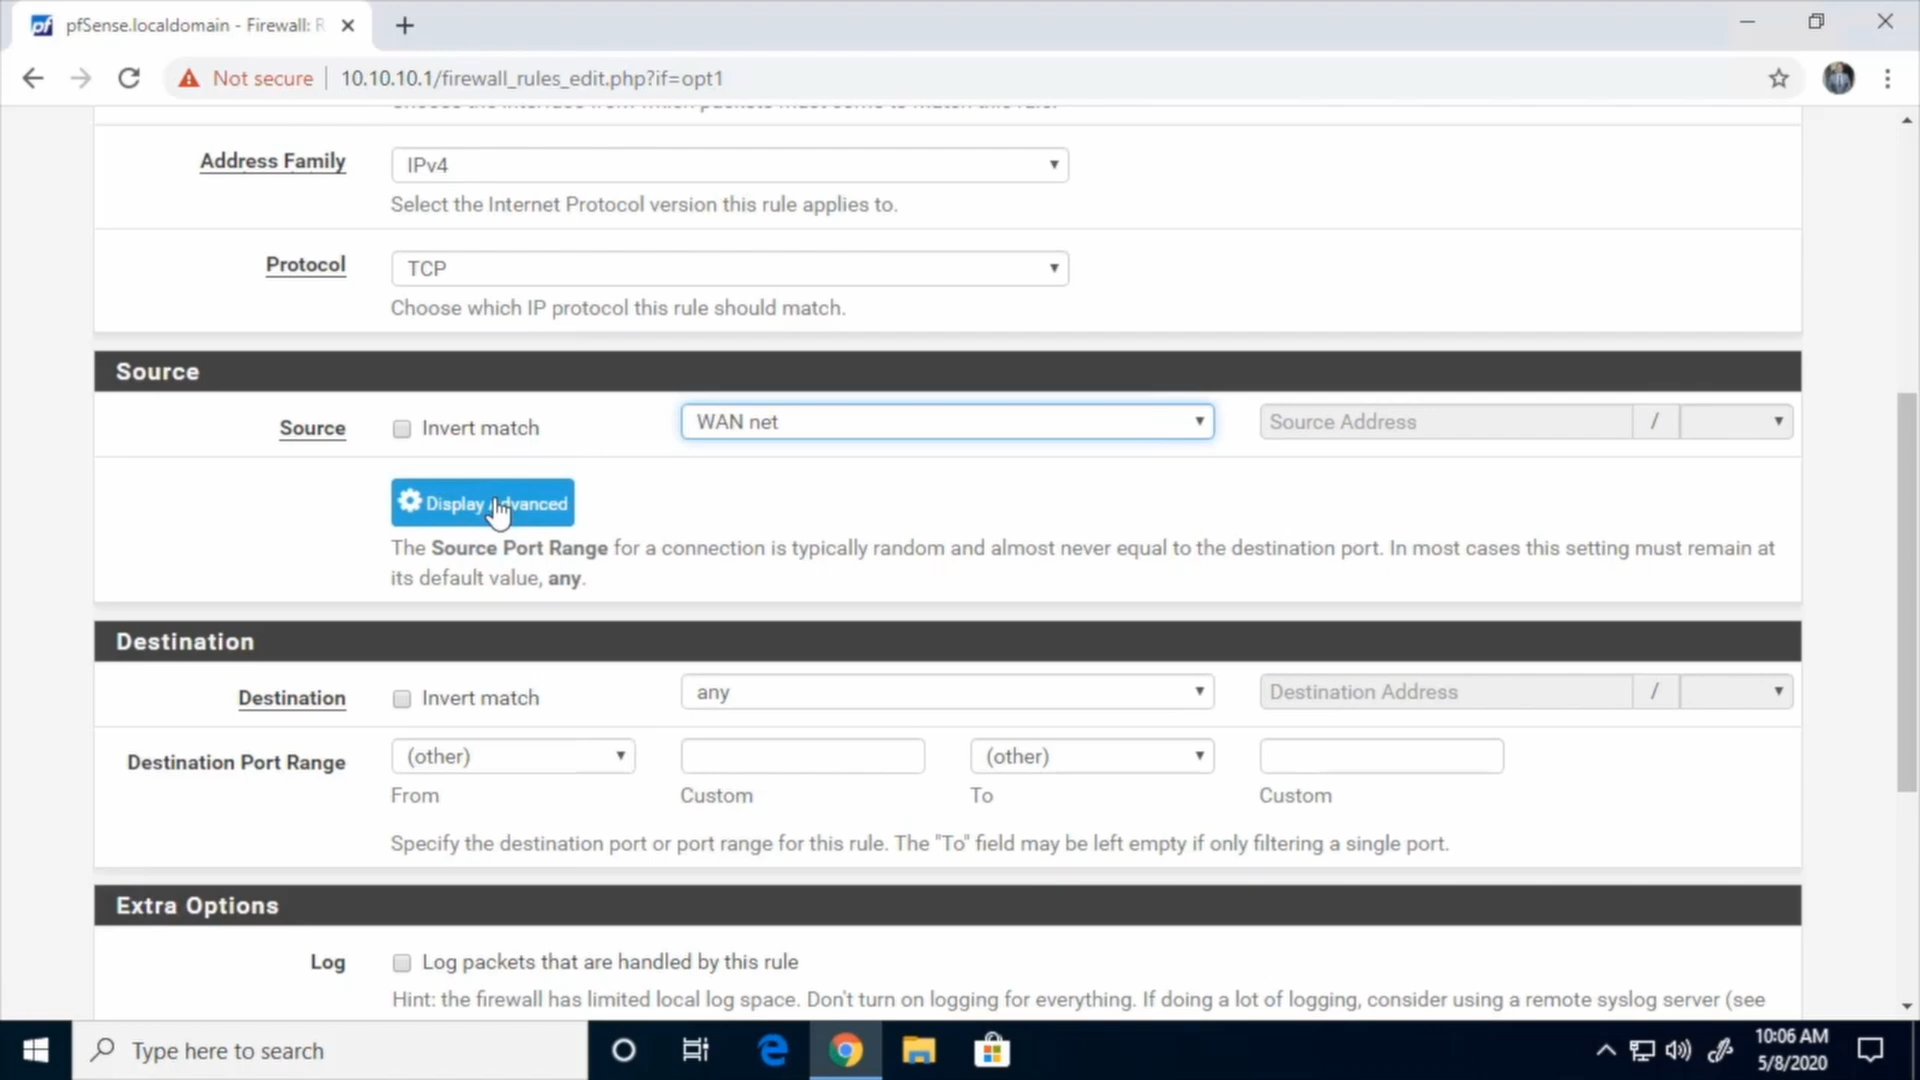 pfSense.localdomain - Firewall: R
Not secure
10.10.10.1/firewall_rules_edit.php?if=opt1
Address Family
IPv4
Select the Internet Protocol version this rule applies to.
Protocol
TCP
Choose which IP protocol this rule should match.
Source
Source
Invert match
WAN net
Source Address
/
Display Advanced
The Source Port Range for a connection is typically random and almost never equal to the destination port. In most cases this setting must remain at
its default value, any.
Destination
Destination
Invert match
any
Destination Address
/
Destination Port Range
(other)
(other)
From
Custom
To
Custom
Specify the destination port or port range for this rule. The "To" field may be left empty if only filtering a single port.
Extra Options
Log
Log packets that are handled by this rule
Hint: the firewall has limited local log space. Don't turn on logging for everything. If doing a lot of logging, consider using a remote syslog server (see
Type here to search
10:06 AM
5/8/2020